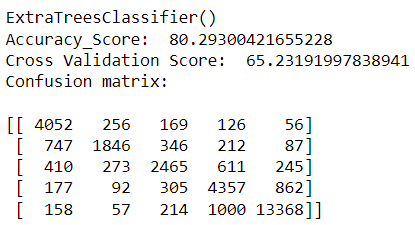 ExtraTreesClassifier()
Accuracy_Score:  80.29300421655228
Cross Validation Score:  65.23191997838941
Confusion matrix:
[[ 4052   256   169   126    56]
 [  747  1846   346   212    87]
 [  410   273  2465   611   245]
 [  177    92   305  4357   862]
 [  158    57   214  1000 13368]]